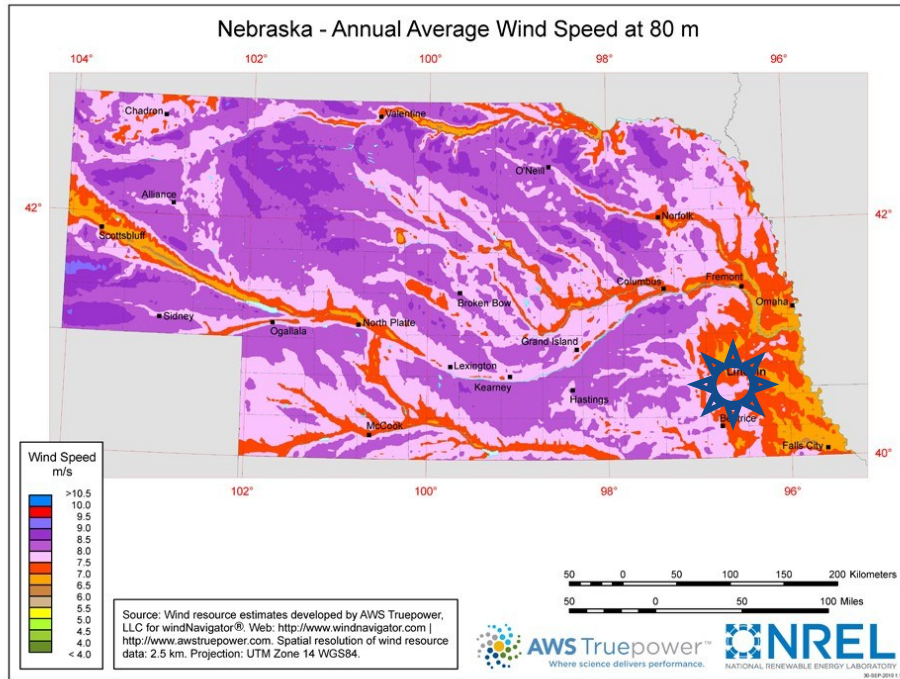 Nebraska - Annual Average Wind Speed at 80 m
104° 102° 100° 98° 96°
Chadron
Valentine
O'Neill
Alliance
42° 42°
Norfolk
Scottsbluff
Columbus
Fremont
Broken Bow
Omaha
Sidney
Ogallala
North Platte
Grand Island
Lexington
Lincoln
Kearney
Hastings
Beatrice
McCook
Falls City
40°
102° 100° 98° 96°
Wind Speed
m/s
>10.5
10.0
9.5
9.0
8.5
8.0
7.5
7.0
6.5
6.0
5.5
5.0
4.5
4.0
< 4.0
50 0 50 100 150 200 Kilometers
50 0 50 100 Miles
Source: Wind resource estimates developed by AWS Truepower,
LLC for windNavigator®. Web: http://www.windnavigator.com |
http://www.awstruepower.com. Spatial resolution of wind resource
data: 2.5 km. Projection: UTM Zone 14 WGS84.
AWS Truepower™
Where science delivers performance.
NREL
NATIONAL RENEWABLE ENERGY LABORATORY